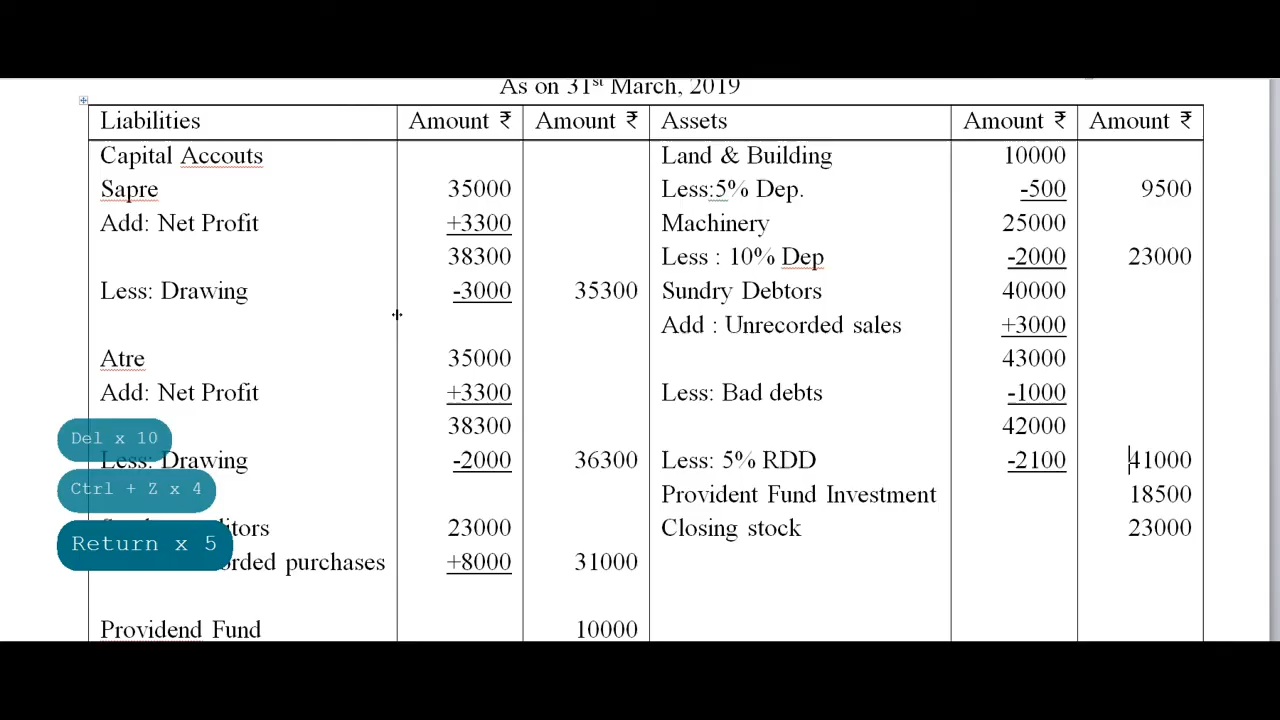 As on 31st March, 2019
Liabilities Amount ₹ Amount ₹ Assets Amount ₹ Amount ₹
Capital Accouts Land & Building 10000
Sapre 35000 Less:5% Dep. -500 9500
Add: Net Profit +3300 Machinery 25000
38300 Less : 10% Dep -2000 23000
Less: Drawing -3000 35300 Sundry Debtors 40000
Add : Unrecorded sales +3000
Atre 35000 43000
Add: Net Profit +3300 Less: Bad debts -1000
38300 42000
Del x 10
Less: Drawing -2000 36300 Less: 5% RDD -2100 41000
Ctrl + Z x 4
Provident Fund Investment 18500
23000 Closing stock 23000
Return x 5
purchases +8000 31000
Providend Fund 10000